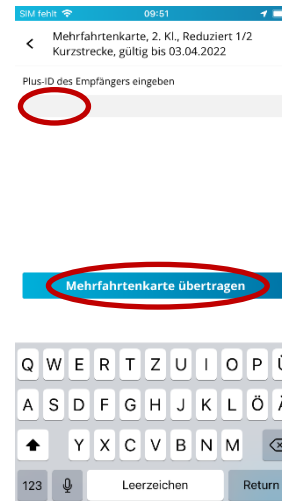 SIM fehlt 09:51
Mehrfahrtenkarte, 2. Kl., Reduziert 1/2
Kurzstrecke, gültig bis 03.04.2022
Plus-ID des Empfängers eingeben
Mehrfahrtenkarte übertragen
Q W E R T Z U I O P Ü
A S D F G H J K L Ö Ä
Y X C V B N M
123 Leerzeichen Return